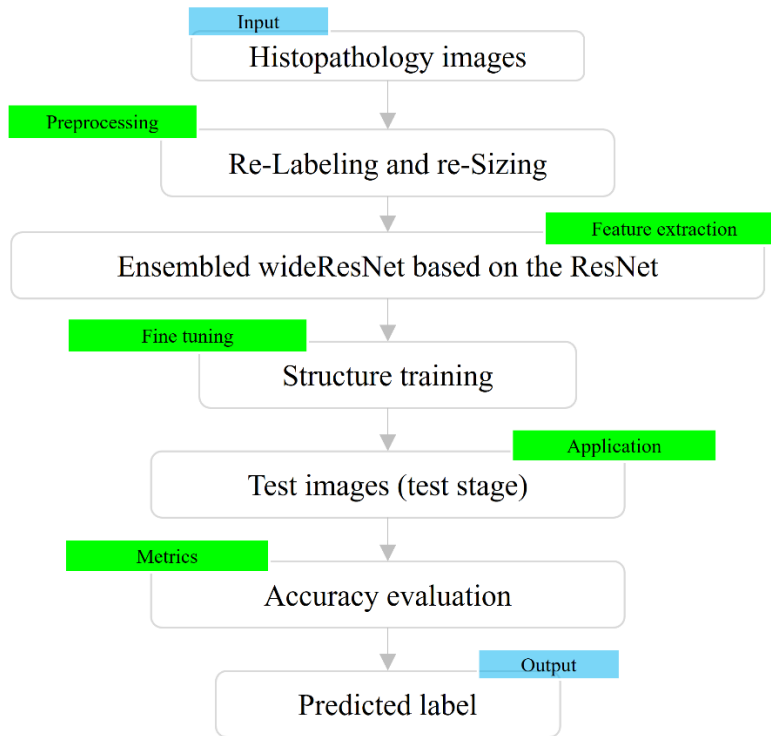 Input
Histopathology images
Preprocessing
Re-Labeling and re-Sizing
Feature extraction
Ensembled wideResNet based on the ResNet
Fine tuning
Structure training
Application
Test images (test stage)
Metrics
Accuracy evaluation
Output
Predicted label